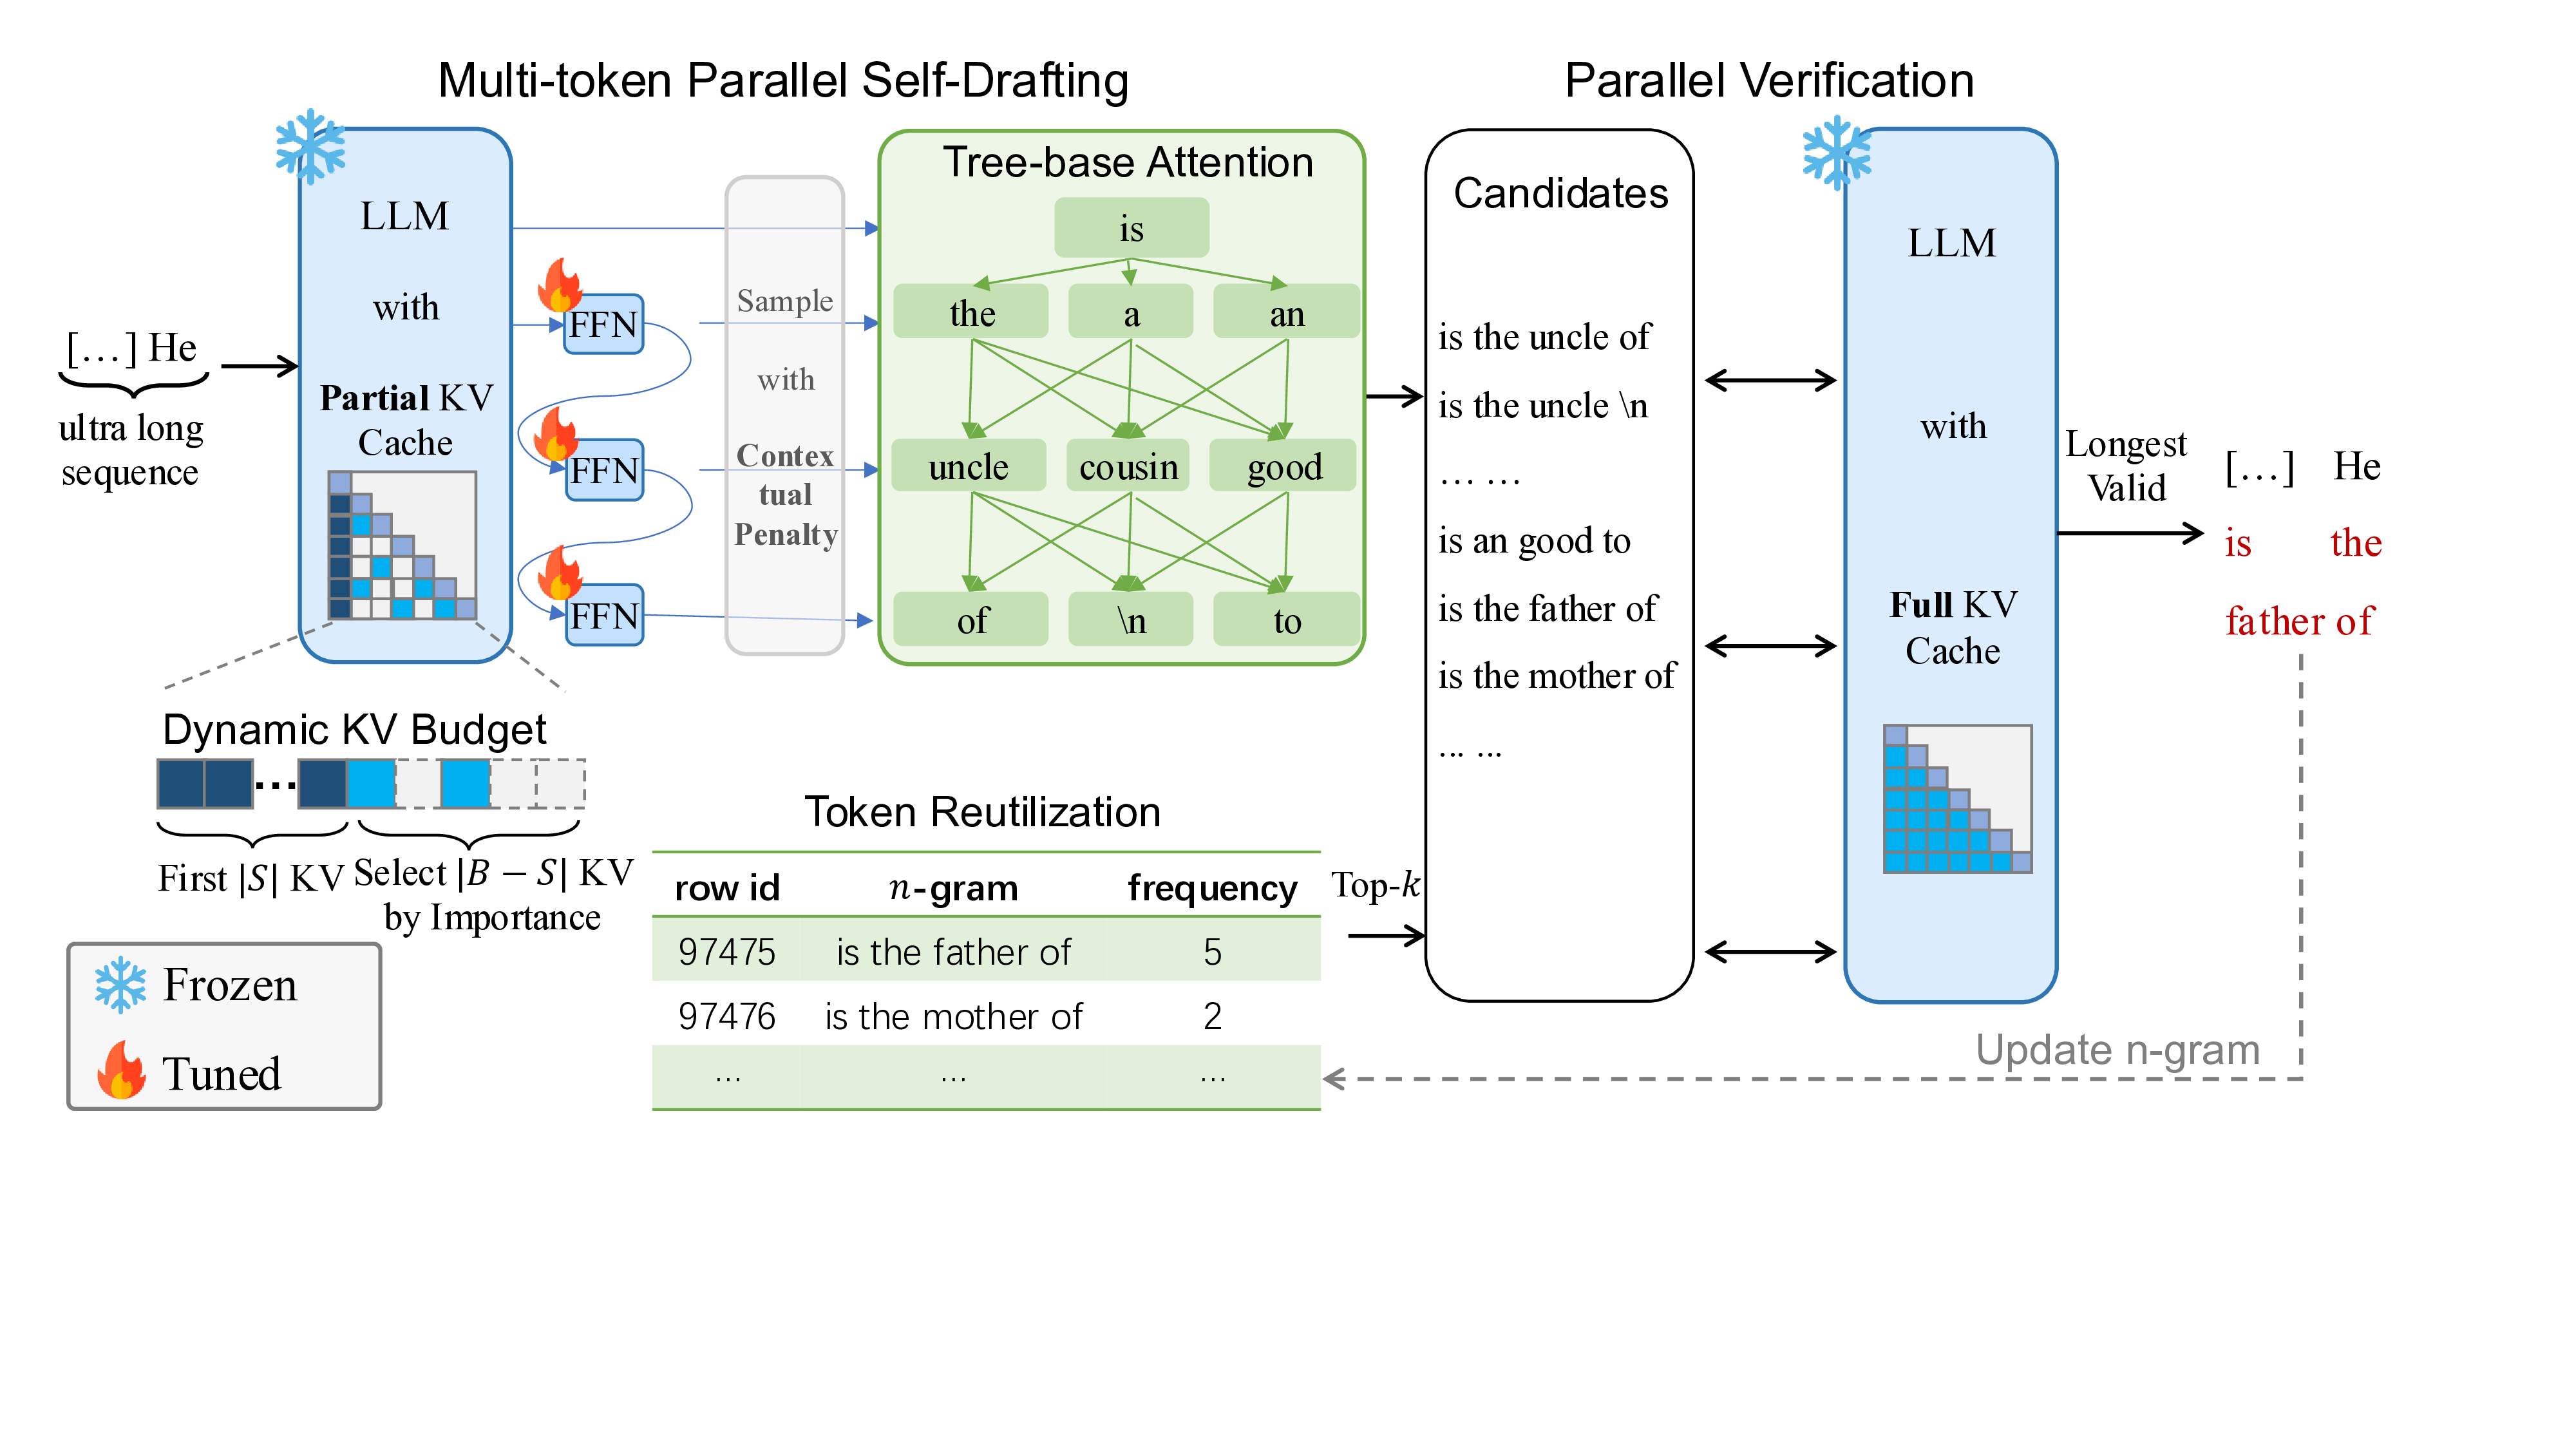 Multi-token Parallel Self-Drafting
Parallel Verification
[…] He
ultra long
sequence
LLM
with
Partial KV
Cache
FFN
FFN
FFN
Sample
with
Contex
tual
Penalty
Tree-base Attention
is
the a an
uncle cousin good
of \n to
Candidates
is the uncle of
is the uncle \n
… …
is an good to
is the father of
is the mother of
... ...
LLM
with
Full KV
Cache
Longest
Valid
[…] He
is the
father of
Dynamic KV Budget
...
First |S| KV
Select |B − S| KV
by Importance
Frozen
Tuned
Token Reutilization
row id n-gram frequency
97475 is the father of 5
97476 is the mother of 2
... ... ...
Top-k
Update n-gram